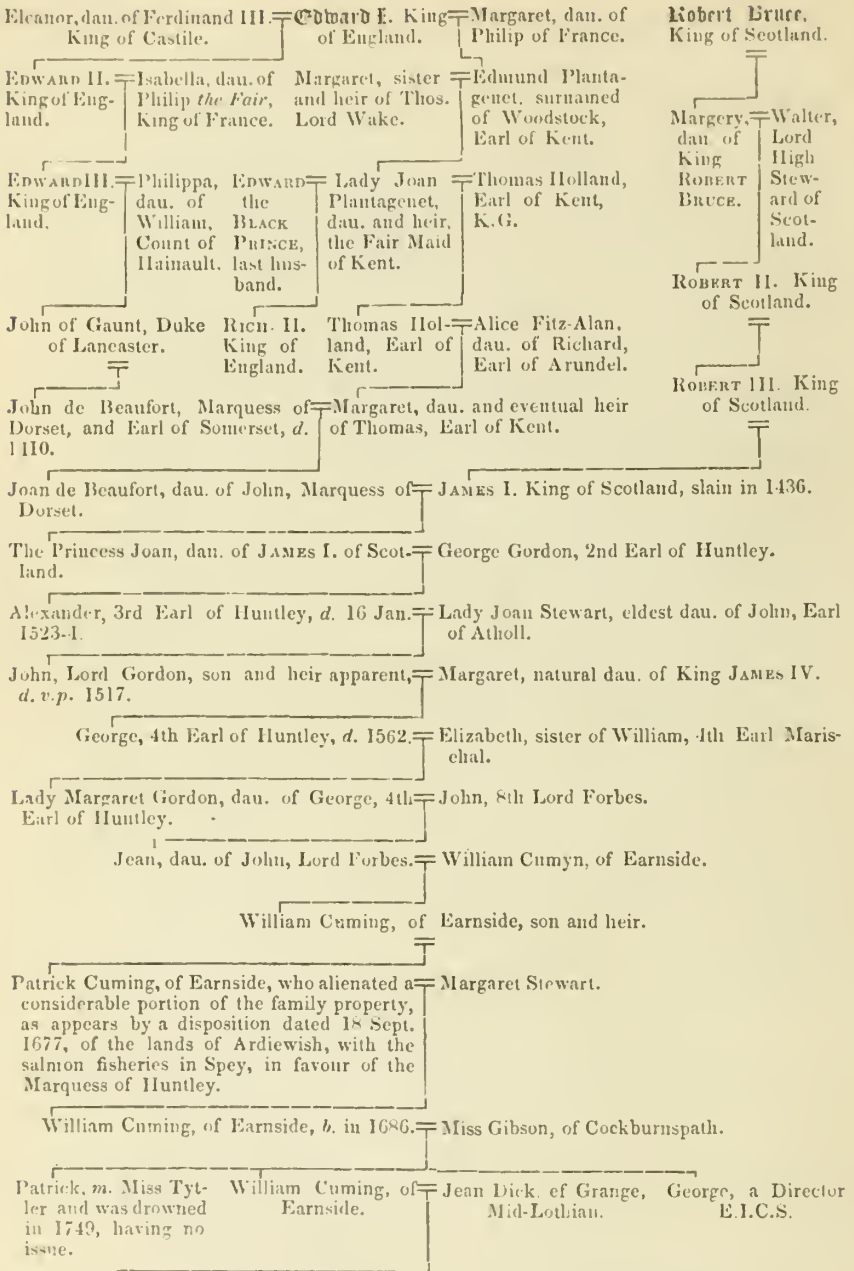 Eleanor, dau. of Ferdinand III. King of Castile.
Edward I. King of England.
Margaret, dau. of Philip of France.
Robert Bruce, King of Scotland.
EDWARD II. King of England.
Isabella, dau. of Philip the Fair, King of France.
Margaret, sister and heir of Thos. Lord Wake.
Edmund Plantagenet, surnamed of Woodstock, Earl of Kent.
Margery, dau of King ROBERT BRUCE.
Walter, Lord High Steward of Scotland.
EDWARD III. King of England.
Philippa, dau. of William, Count of Hainault.
EDWARD the BLACK PRINCE, last husband.
Lady Joan Plantagenet, dau. and heir, the Fair Maid of Kent.
Thomas Holland, Earl of Kent, K.G.
ROBERT II. King of Scotland.
John of Gaunt, Duke of Lancaster.
RICH. II. King of England.
Thomas Holland, Earl of Kent.
Alice Fitz-Alan, dau. of Richard, Earl of Arundel.
ROBERT III. King of Scotland.
John de Beaufort, Marquess of Dorset, and Earl of Somerset, d. 1410.
Margaret, dau. and eventual heir of Thomas, Earl of Kent.
Joan de Beaufort, dau. of John, Marquess of Dorset.
JAMES I. King of Scotland, slain in 1436.
The Princess Joan, dau. of JAMES I. of Scotland.
George Gordon, 2nd Earl of Huntley.
Alexander, 3rd Earl of Huntley, d. 16 Jan. 1523-4.
Lady Joan Stewart, eldest dau. of John, Earl of Atholl.
John, Lord Gordon, son and heir apparent, d. v.p. 1517.
Margaret, natural dau. of King JAMES IV.
George, 4th Earl of Huntley, d. 1562.
Elizabeth, sister of William, 4th Earl Marischal.
Lady Margaret Gordon, dau. of George, 4th Earl of Huntley.
John, 8th Lord Forbes.
Jean, dau. of John, Lord Forbes.
William Cumyn, of Earnside.
William Cuming, of Earnside, son and heir.
Patrick Cuming, of Earnside, who alienated a
considerable portion of the family property,
as appears by a disposition dated 18 Sept.
1677, of the lands of Ardiewish, with the
salmon fisheries in Spey, in favour of the
Marquess of Huntley.
Margaret Stewart.
William Cuming, of Earnside, b. in 1686.
Miss Gibson, of Cockburnspath.
Patrick, m. Miss Tytler and was drowned in 1749, having no issue.
William Cuming, of Earnside.
Jean Dick, of Grange, Mid-Lothian.
George, a Director E.I.C.S.